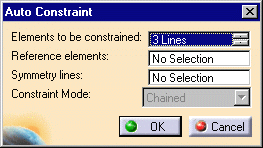 Auto Constraint
Elements to be constrained: 3 Lines
Reference elements: No Selection
Symmetry lines: No Selection
Constraint Mode: Chained
OK Cancel